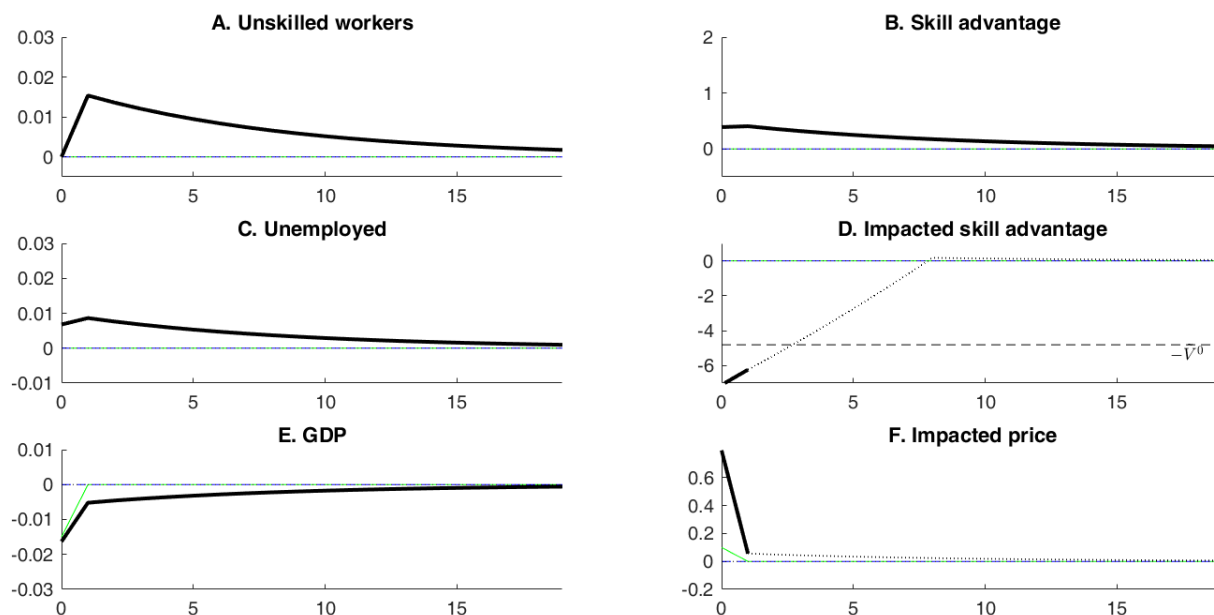 A. Unskilled workers
0.03
0.02
0.01
0
0 5 10 15
B. Skill advantage
2
1
0
0 5 10 15
C. Unemployed
0.03
0.02
0.01
0
-0.01
0 5 10 15
D. Impacted skill advantage
0
-2
-4
-6
−V̄⁰
0 5 10 15
E. GDP
0.01
0
-0.01
-0.02
-0.03
0 5 10 15
F. Impacted price
0.6
0.4
0.2
0
-0.2
0 5 10 15